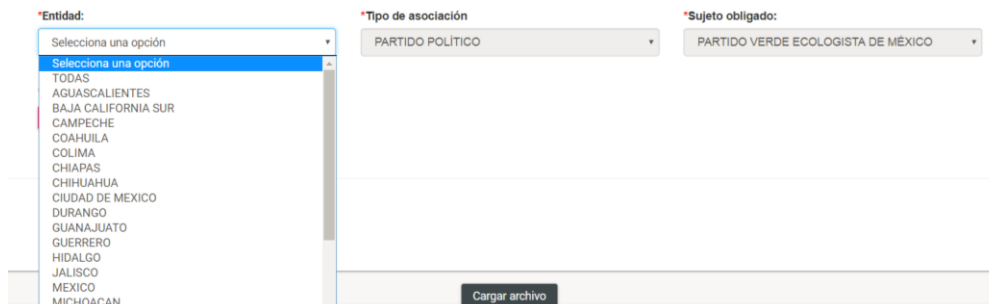 *Entidad:
*Tipo de asociación
*Sujeto obligado:
Selecciona una opción
PARTIDO POLÍTICO
PARTIDO VERDE ECOLOGISTA DE MÉXICO
Selecciona una opción
TODAS
AGUASCALIENTES
BAJA CALIFORNIA SUR
CAMPECHE
COAHUILA
COLIMA
CHIAPAS
CHIHUAHUA
CIUDAD DE MEXICO
DURANGO
GUANAJUATO
GUERRERO
HIDALGO
JALISCO
MEXICO
MICHOACAN
Cargar archivo